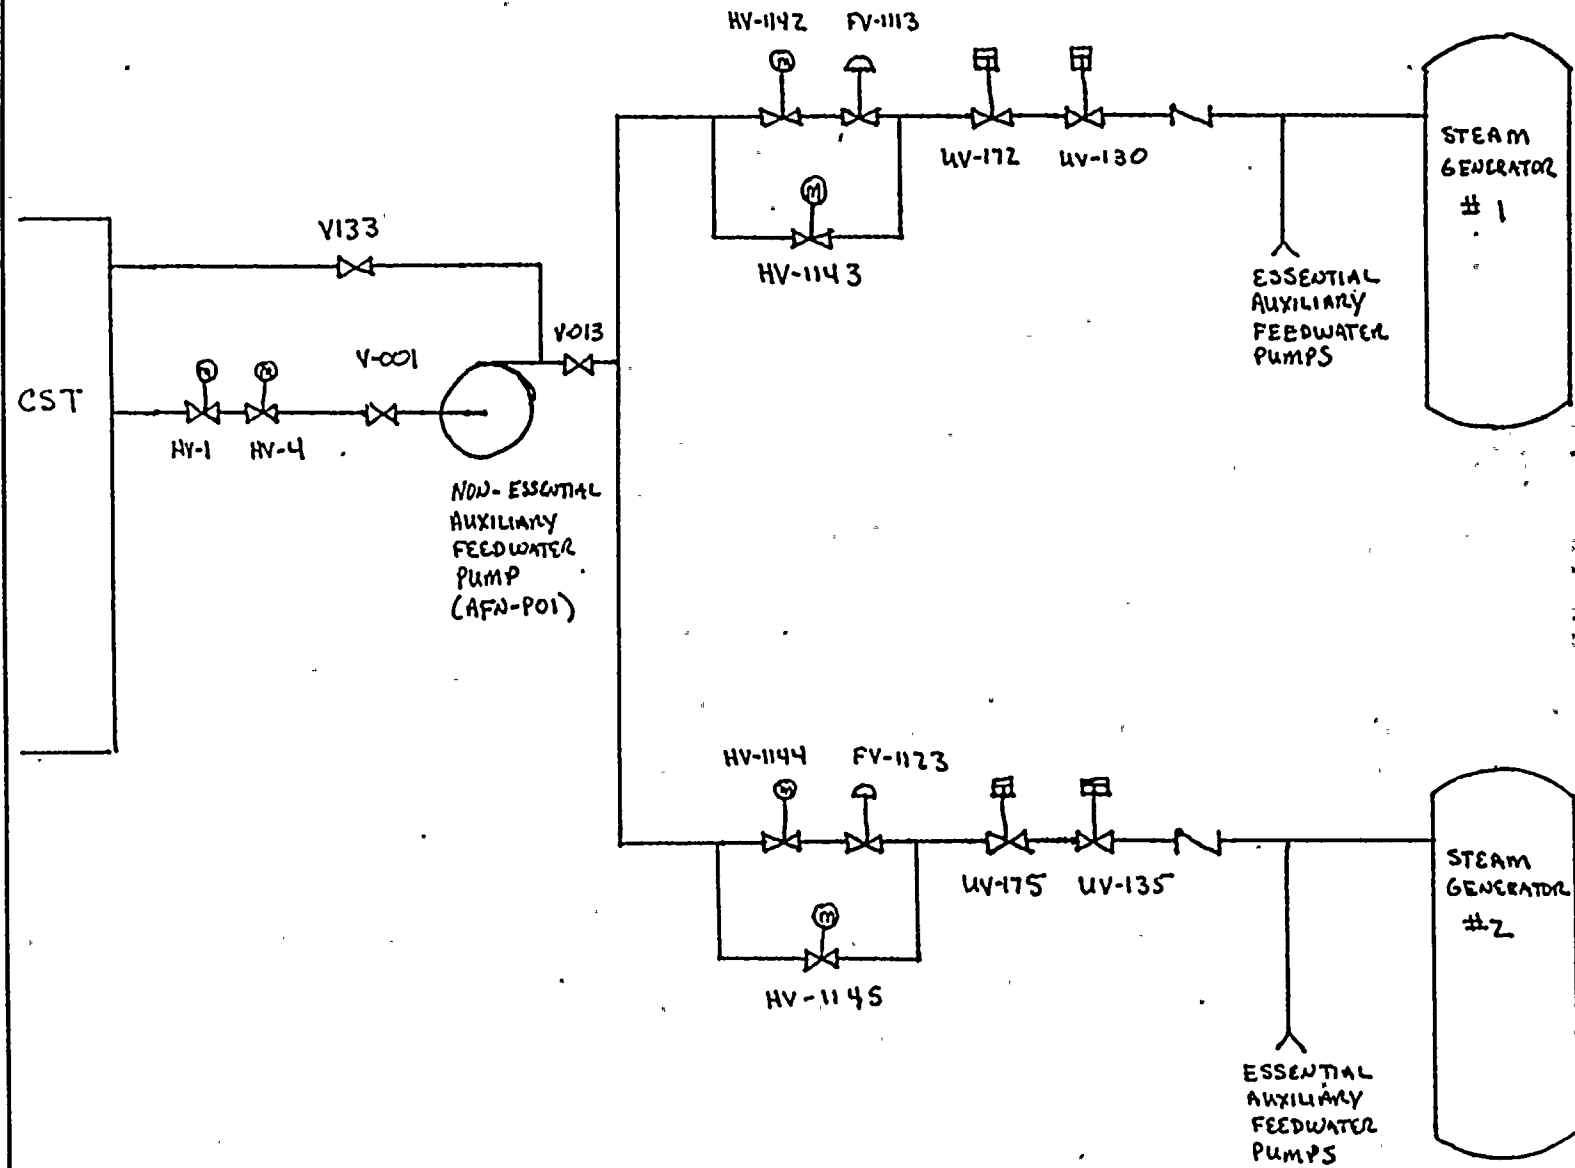 HV-1142 FV-1113
M
M
HV-1143
UV-172 UV-130
STEAM
GENERATOR
# 1
ESSENTIAL
AUXILIARY
FEEDWATER
PUMPS
V133
V-001
V013
CST
HV-1 HV-4
NON-ESSENTIAL
AUXILIARY
FEEDWATER
PUMP
(AFN-P01)
HV-1144 FV-1123
M
M
HV-1145
UV-175 UV-135
STEAM
GENERATOR
#2
ESSENTIAL
AUXILIARY
FEEDWATER
PUMPS